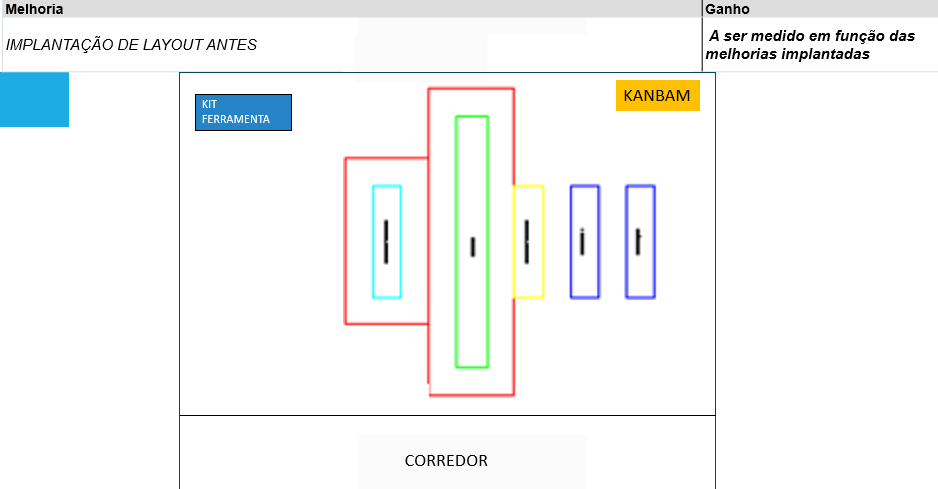 Melhoria
Ganho
IMPLANTAÇÃO DE LAYOUT ANTES
A ser medido em função das
melhorias implantadas
KIT
FERRAMENTA
KANBAM
CORREDOR